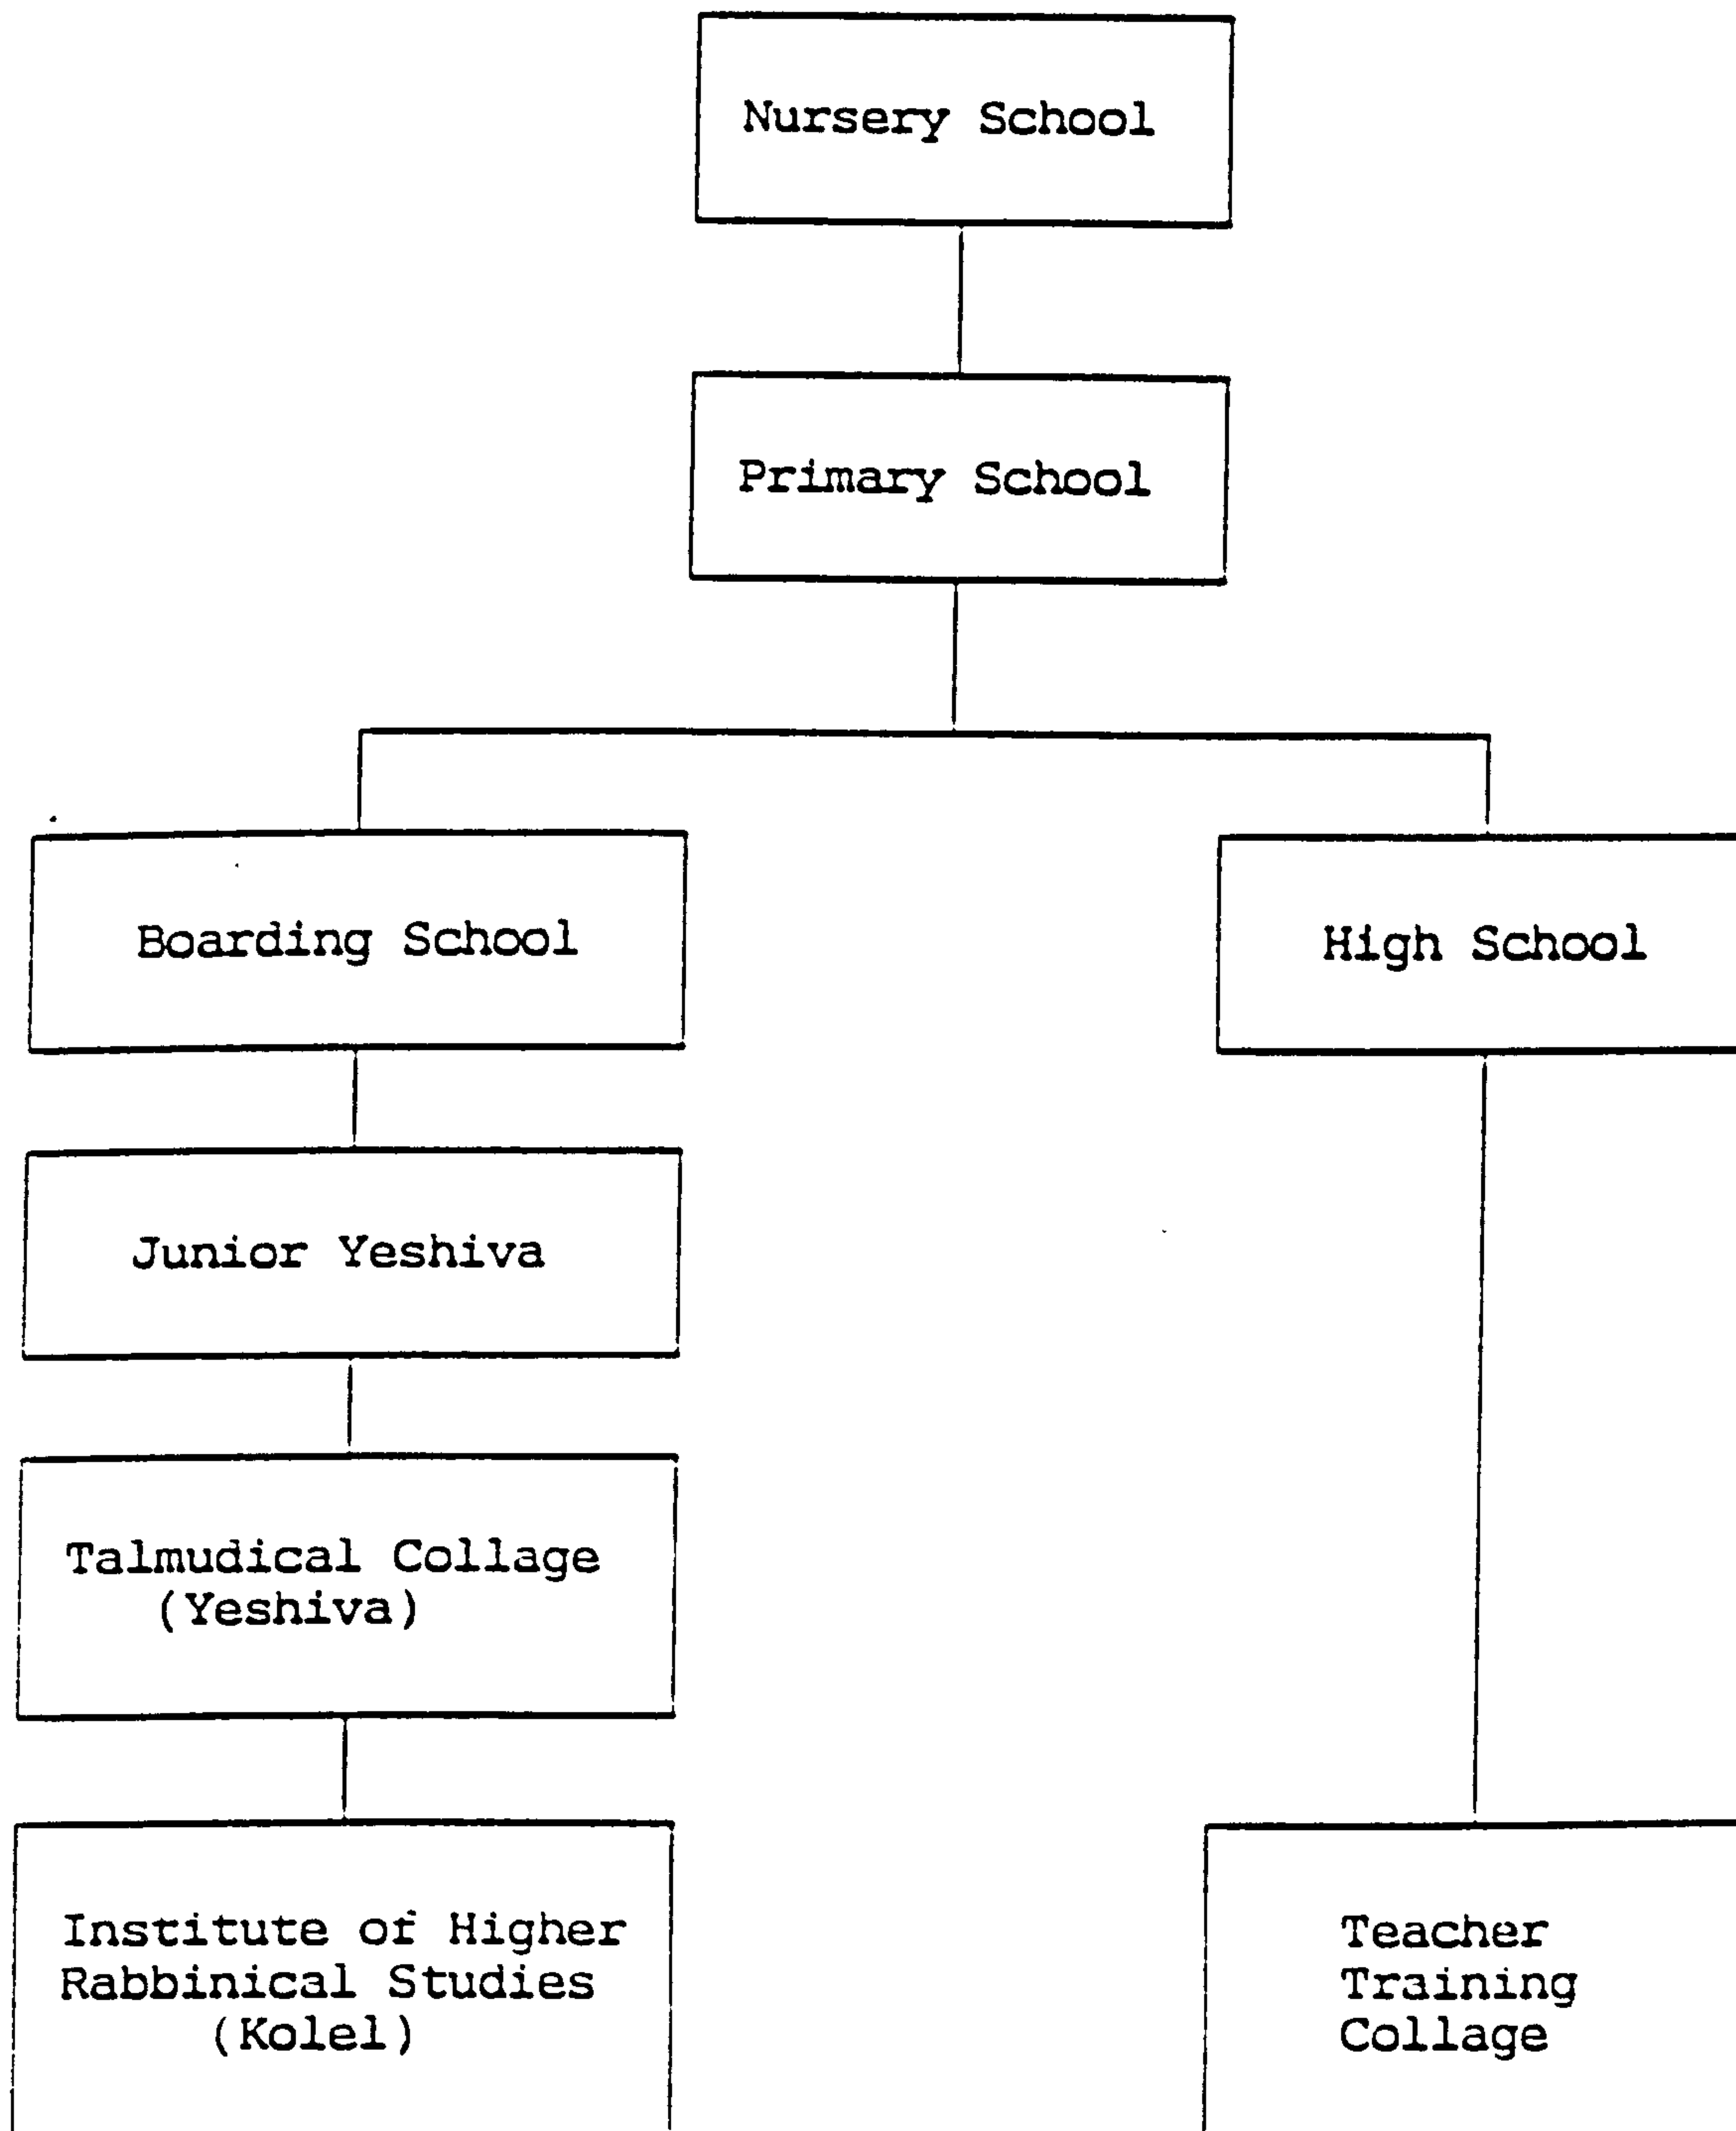 Nursery School
Primary School
Boarding School
High School
Junior Yeshiva
Talmudical Collage
(Yeshiva)
Institute of Higher
Rabbinical Studies
(Kolel)
Teacher
Training
Collage